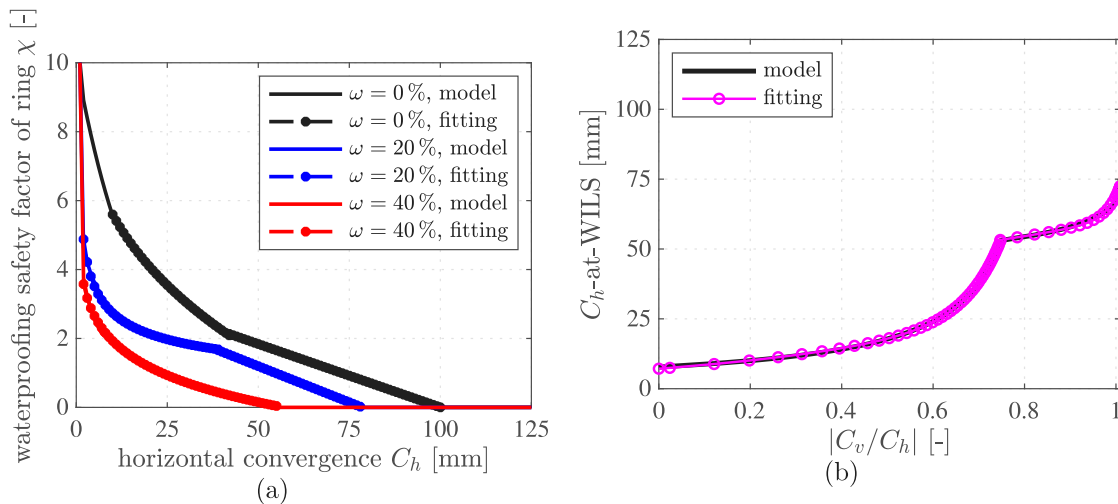 waterproofing safety factor of ring χ [-]
10
8
6
4
2
0
0
25
50
75
100
125
ω = 0 %, model
ω = 0 %, fitting
ω = 20 %, model
ω = 20 %, fitting
ω = 40 %, model
ω = 40 %, fitting
horizontal convergence C_h [mm]
(a)
C_h-at-WILS [mm]
125
100
75
50
25
0
0
0.2
0.4
0.6
0.8
1
model
fitting
|C_v/C_h| [-]
(b)